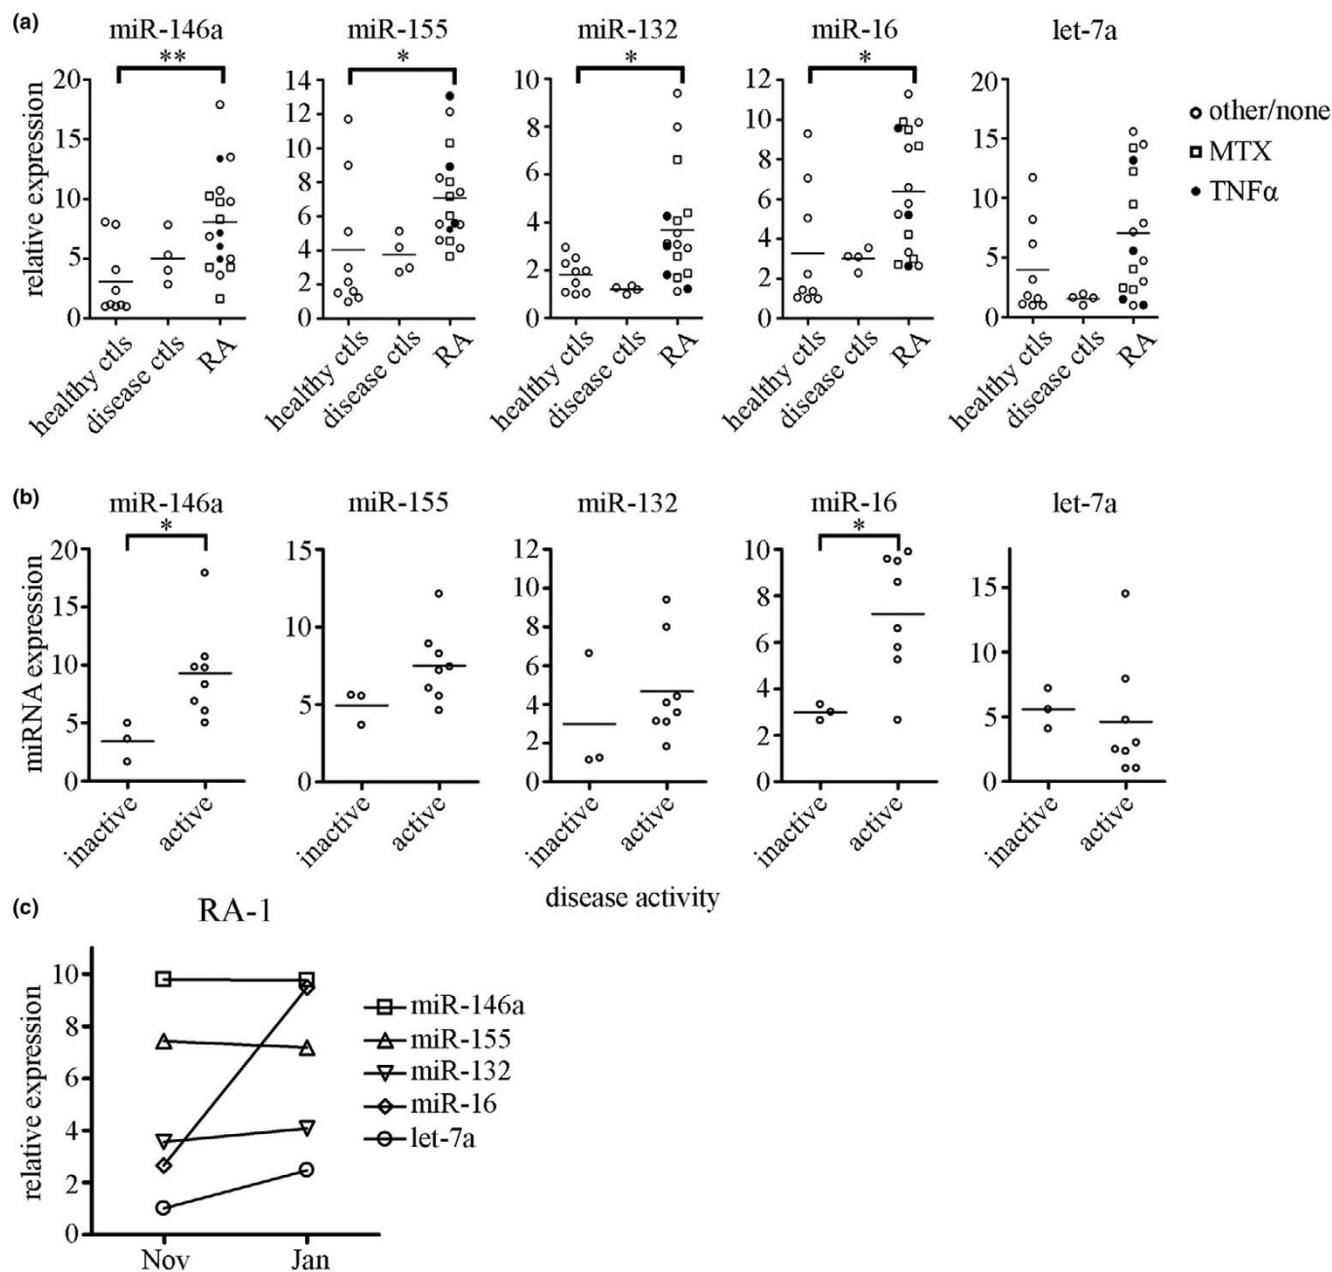 (a)
miR-146a
miR-155
miR-132
miR-16
let-7a
**
*
*
*
relative expression
20
15
10
5
0
14
12
10
8
6
4
2
0
10
8
6
4
2
0
12
10
8
6
4
2
0
20
15
10
5
0
other/none
MTX
TNFα
healthy ctls
disease ctls
RA
healthy ctls
disease ctls
RA
healthy ctls
disease ctls
RA
healthy ctls
disease ctls
RA
healthy ctls
disease ctls
RA
(b)
miR-146a
miR-155
miR-132
miR-16
let-7a
*
*
miRNA expression
20
15
10
5
0
15
10
5
0
12
10
8
6
4
2
0
10
8
6
4
2
0
15
10
5
0
inactive
active
inactive
active
inactive
active
inactive
active
inactive
active
disease activity
(c)
RA-1
relative expression
10
8
6
4
2
0
Nov
Jan
miR-146a
miR-155
miR-132
miR-16
let-7a